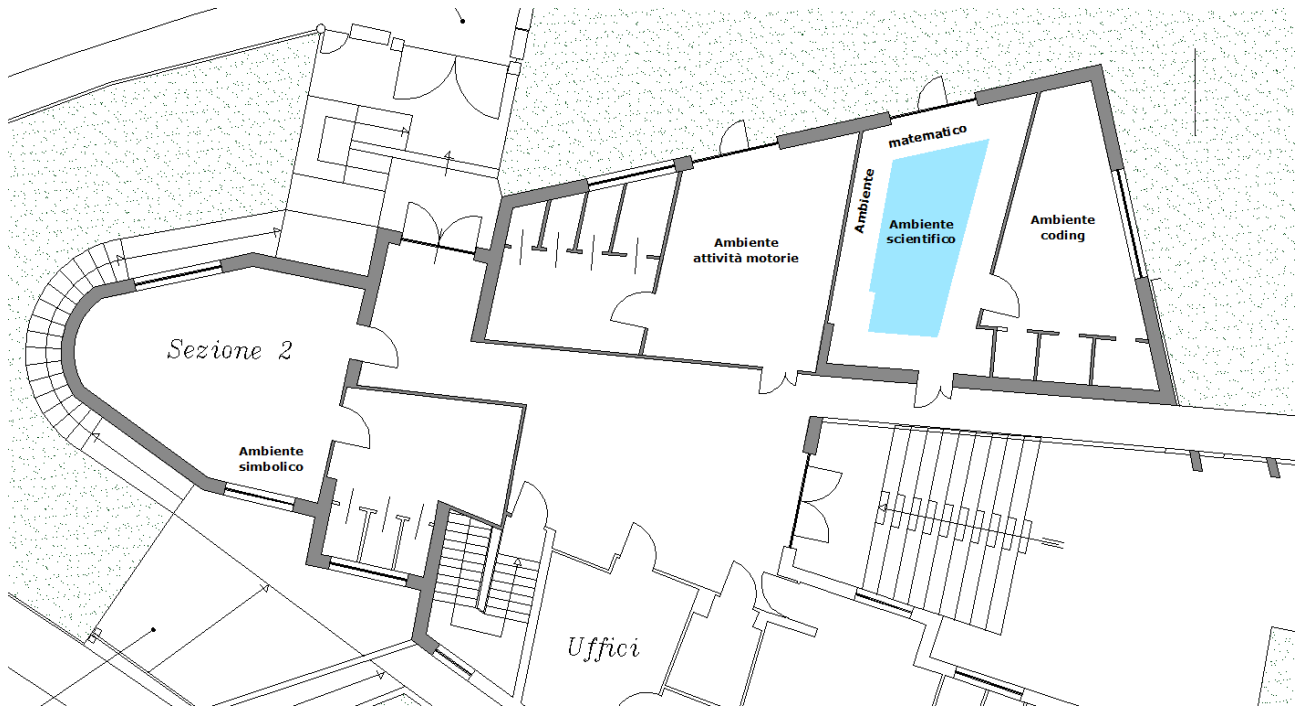 matematico
Ambiente
Ambiente
scientifico
Ambiente
coding
Ambiente
attività motorie
Sezione 2
Ambiente
simbolico
Uffici